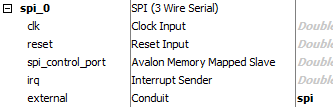 spi_0 SPI (3 Wire Serial)
clk Clock Input Double
reset Reset Input Double
spi_control_port Avalon Memory Mapped Slave Double
irq Interrupt Sender Double
external Conduit spi